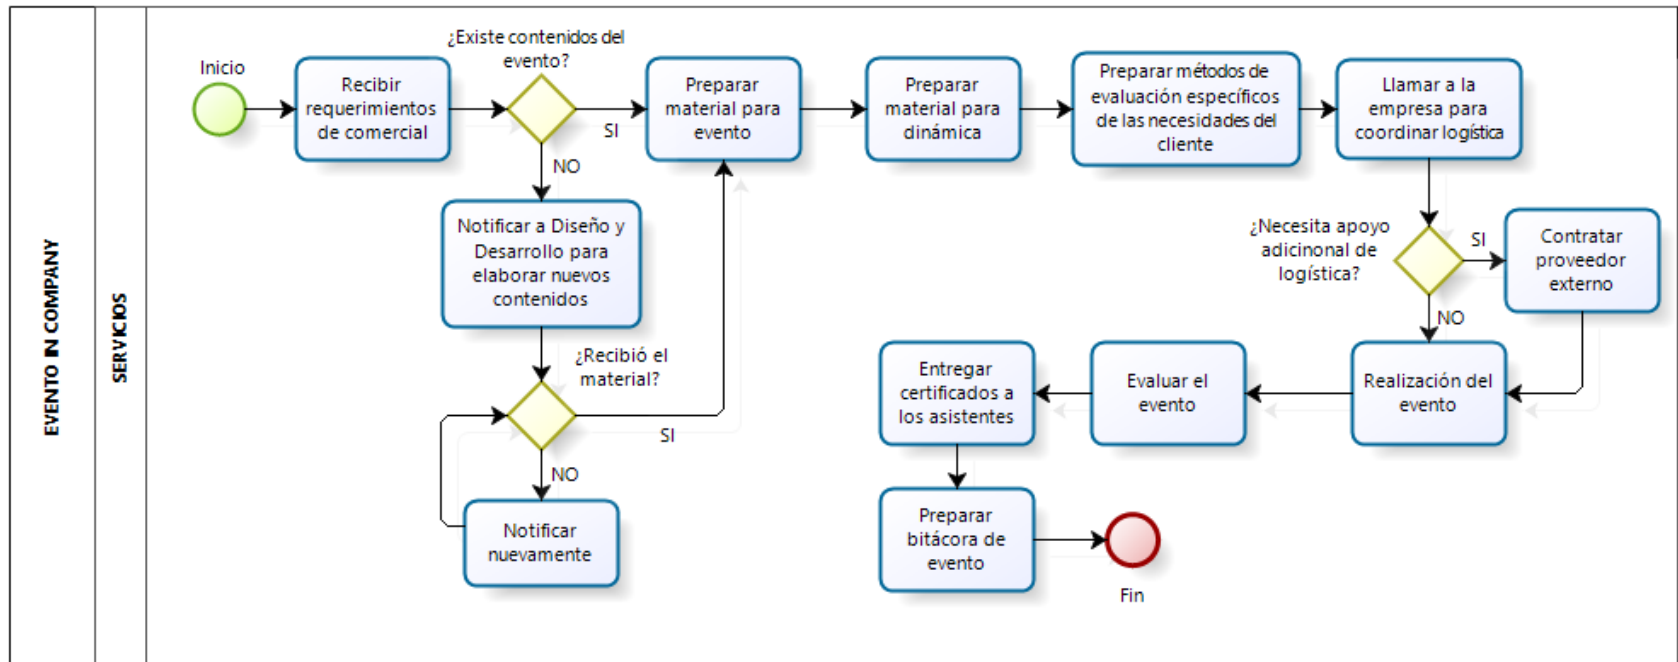 EVENTO IN COMPANY
SERVICIOS
Inicio
Recibir
requerimientos
de comercial
¿Existe contenidos del
evento?
SI
NO
Preparar
material para
evento
Preparar
material para
dinámica
Preparar métodos de
evaluación específicos
de las necesidades del
cliente
Llamar a la
empresa para
coordinar logística
Notificar a Diseño y
Desarrollo para
elaborar nuevos
contenidos
¿Recibió el
material?
SI
NO
Notificar
nuevamente
¿Necesita apoyo
adicinonal de
logística?
SI
NO
Contratar
proveedor
externo
Realización del
evento
Evaluar el
evento
Entregar
certificados a
los asistentes
Preparar
bitácora de
evento
Fin